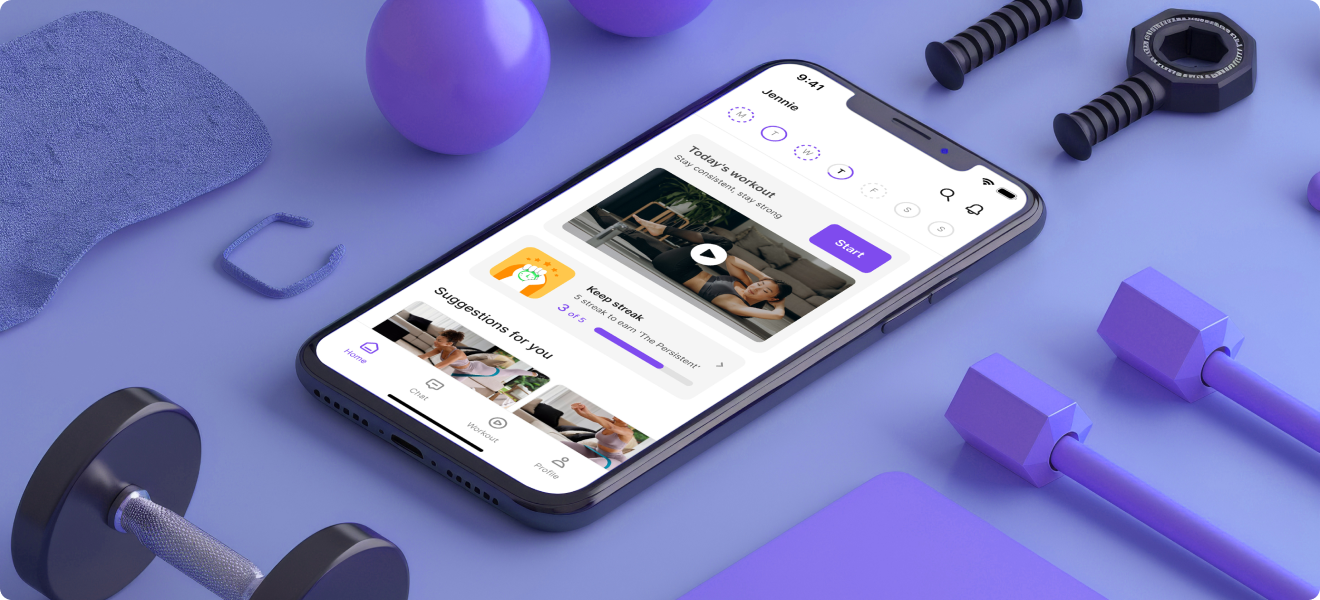 9:41
Jennie
M
T
W
T
F
S
S
Today's workout
Stay consistent, stay strong
Start
Keep streak
5 streak to earn 'The Persistent'
3 of 5
Suggestions for you
Home
Chat
Workout
Profile